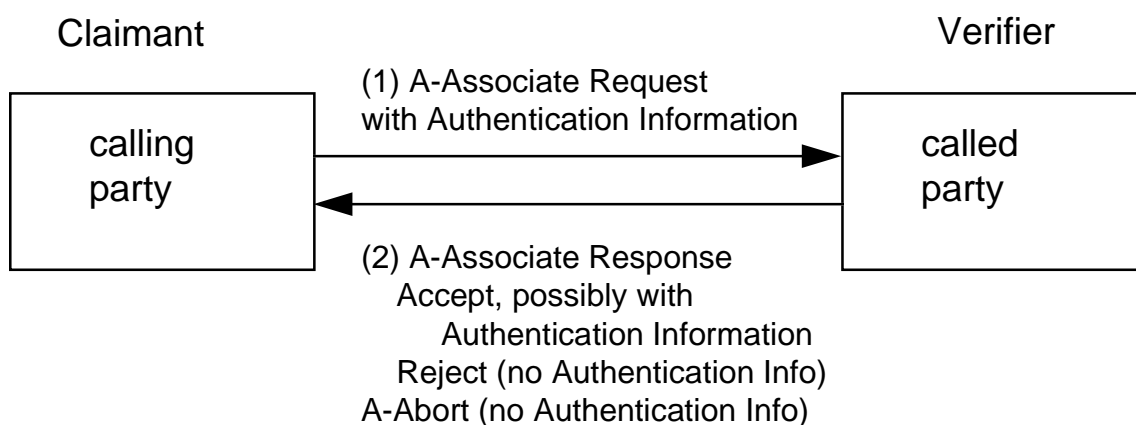 Claimant
Verifier
(1) A-Associate Request
with Authentication Information
calling
party
called
party
(2) A-Associate Response
Accept, possibly with
Authentication Information
Reject (no Authentication Info)
A-Abort (no Authentication Info)